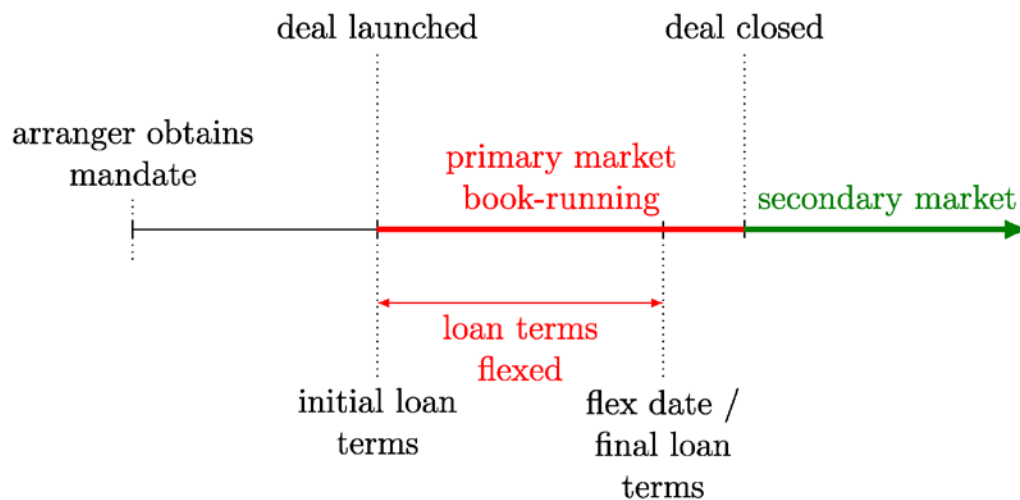 deal launched
deal closed
arranger obtains
mandate
primary market
book-running
secondary market
loan terms
flexed
initial loan
terms
flex date /
final loan
terms